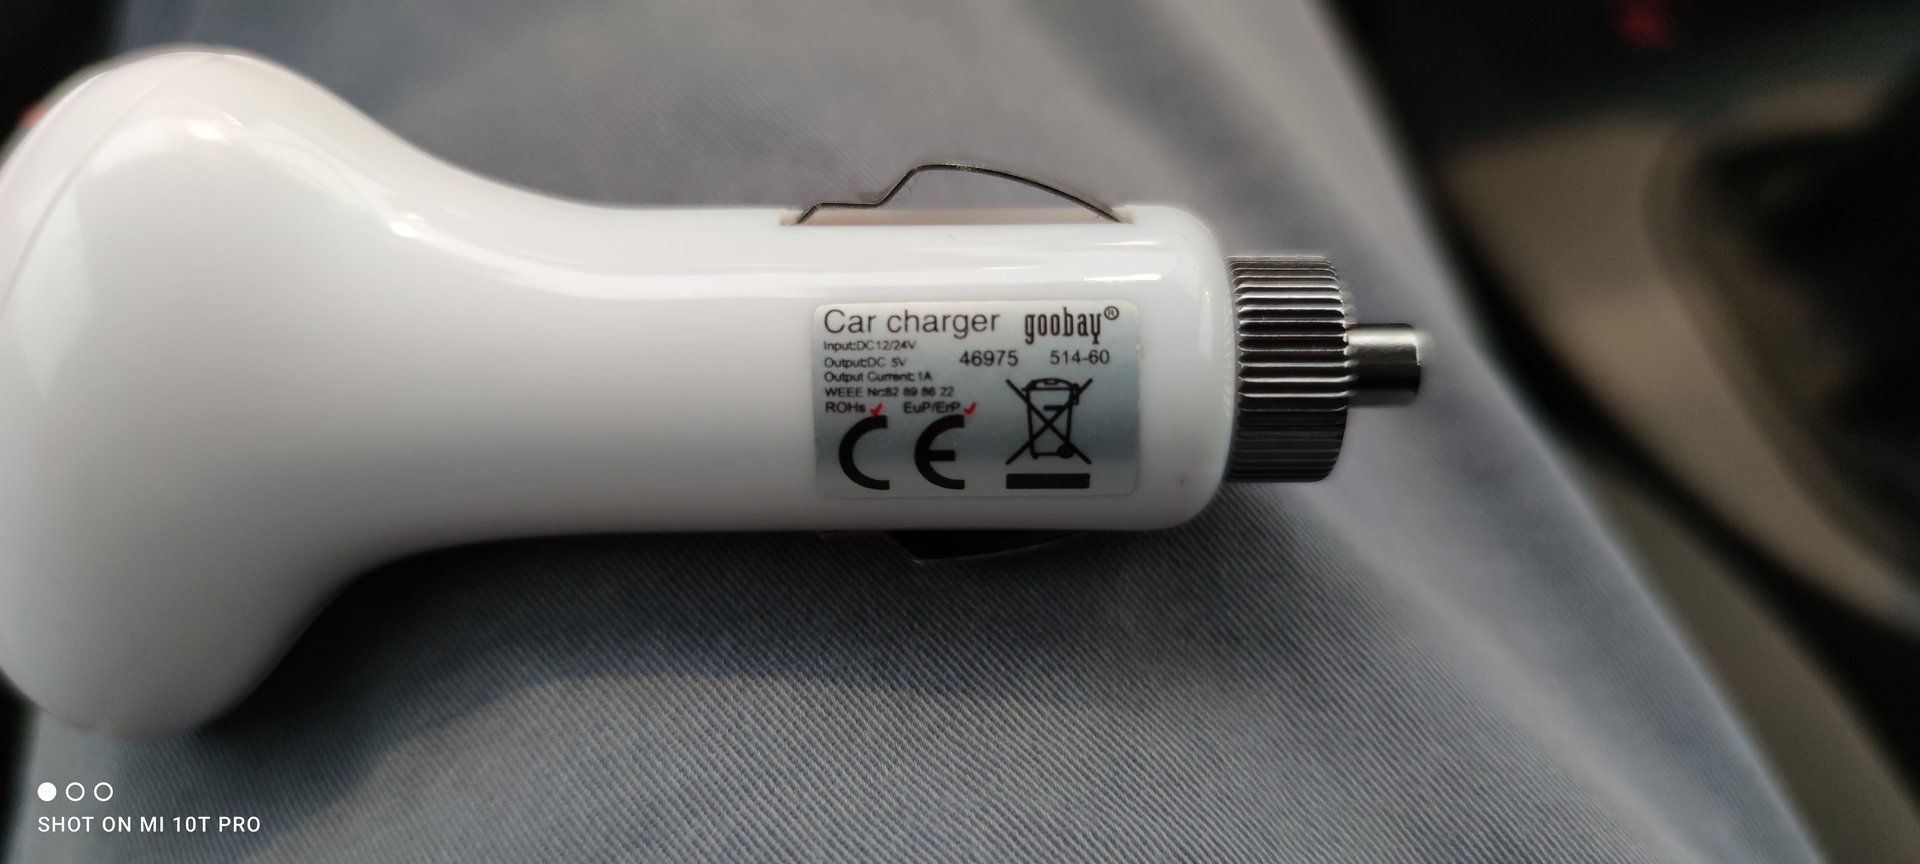 Car charger goobay®
Input:DC12/24V
Output:DC 5V 46975 514-60
Output Current: 1A
WEEE Nr:82 89 86 22
ROHs EuP/ErP
CE
SHOT ON MI 10T PRO